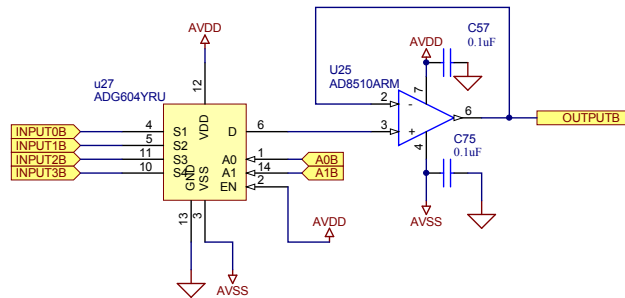 AVDD
C57
0.1uF
AVDD
u27
ADG604YRU
U25
AD8510ARM
12
7
VDD
2
-
INPUT0B
4
S1
D
6
3
+
6
OUTPUTB
INPUT1B
5
S2
INPUT2B
11
S3
A0
1
A0B
INPUT3B
10
S4
A1
14
A1B
GND
VSS
EN
2
4
C75
0.1uF
13
3
AVDD
AVSS
AVSS